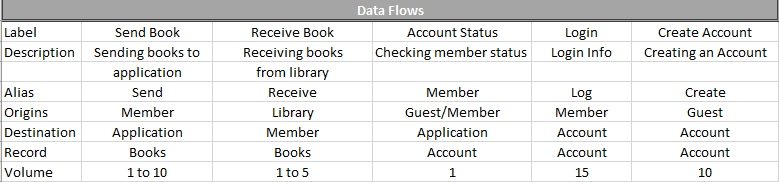 Data Flows
Label Send Book Receive Book Account Status Login Create Account
Description Sending books to Receiving books Checking member status Login Info Creating an Account
application from library
Alias Send Receive Member Log Create
Origins Member Library Guest/Member Member Guest
Destination Application Member Application Account Account
Record Books Books Account Account Account
Volume 1 to 10 1 to 5 1 15 10